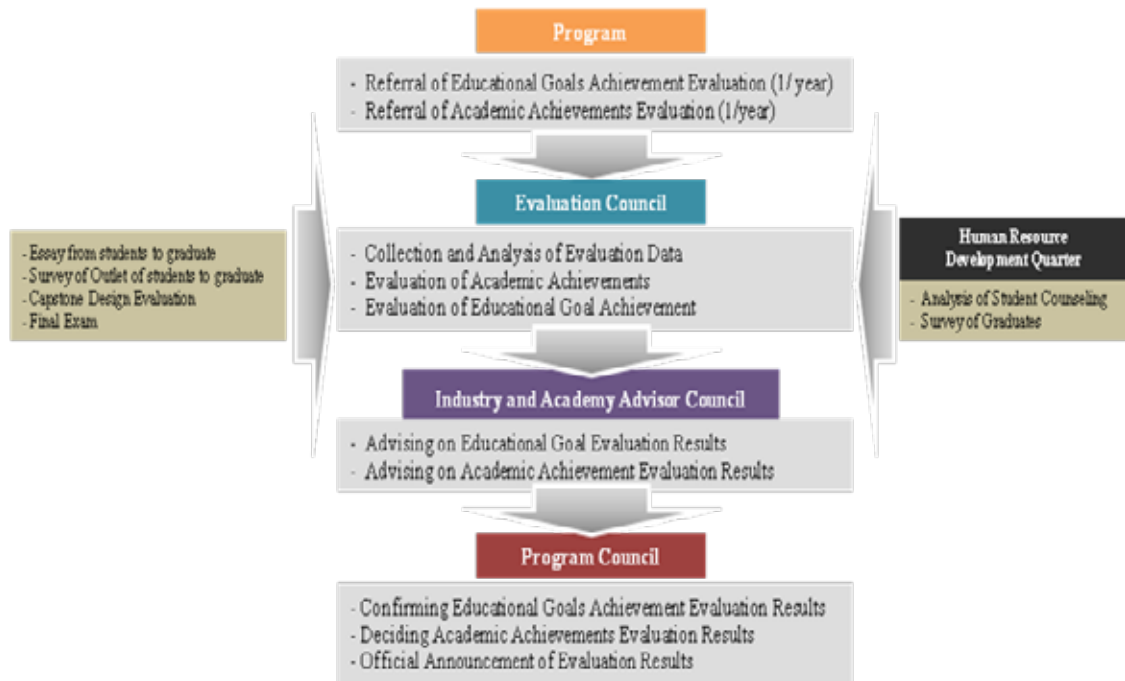 Program
- Referral of Educational Goals Achievement Evaluation (1/ year)
- Referral of Academic Achievements Evaluation (1/year)
Evaluation Council
- Collection and Analysis of Evaluation Data
- Evaluation of Academic Achievements
- Evaluation of Educational Goal Achievement
- Essay from students to graduate
- Survey of Outlet of students to graduate
- Capstone Design Evaluation
- Final Exam
Human Resource
Development Quarter
- Analysis of Student Counseling
- Survey of Graduates
Industry and Academy Advisor Council
- Advising on Educational Goal Evaluation Results
- Advising on Academic Achievement Evaluation Results
Program Council
- Confirming Educational Goals Achievement Evaluation Results
- Deciding Academic Achievements Evaluation Results
- Official Announcement of Evaluation Results